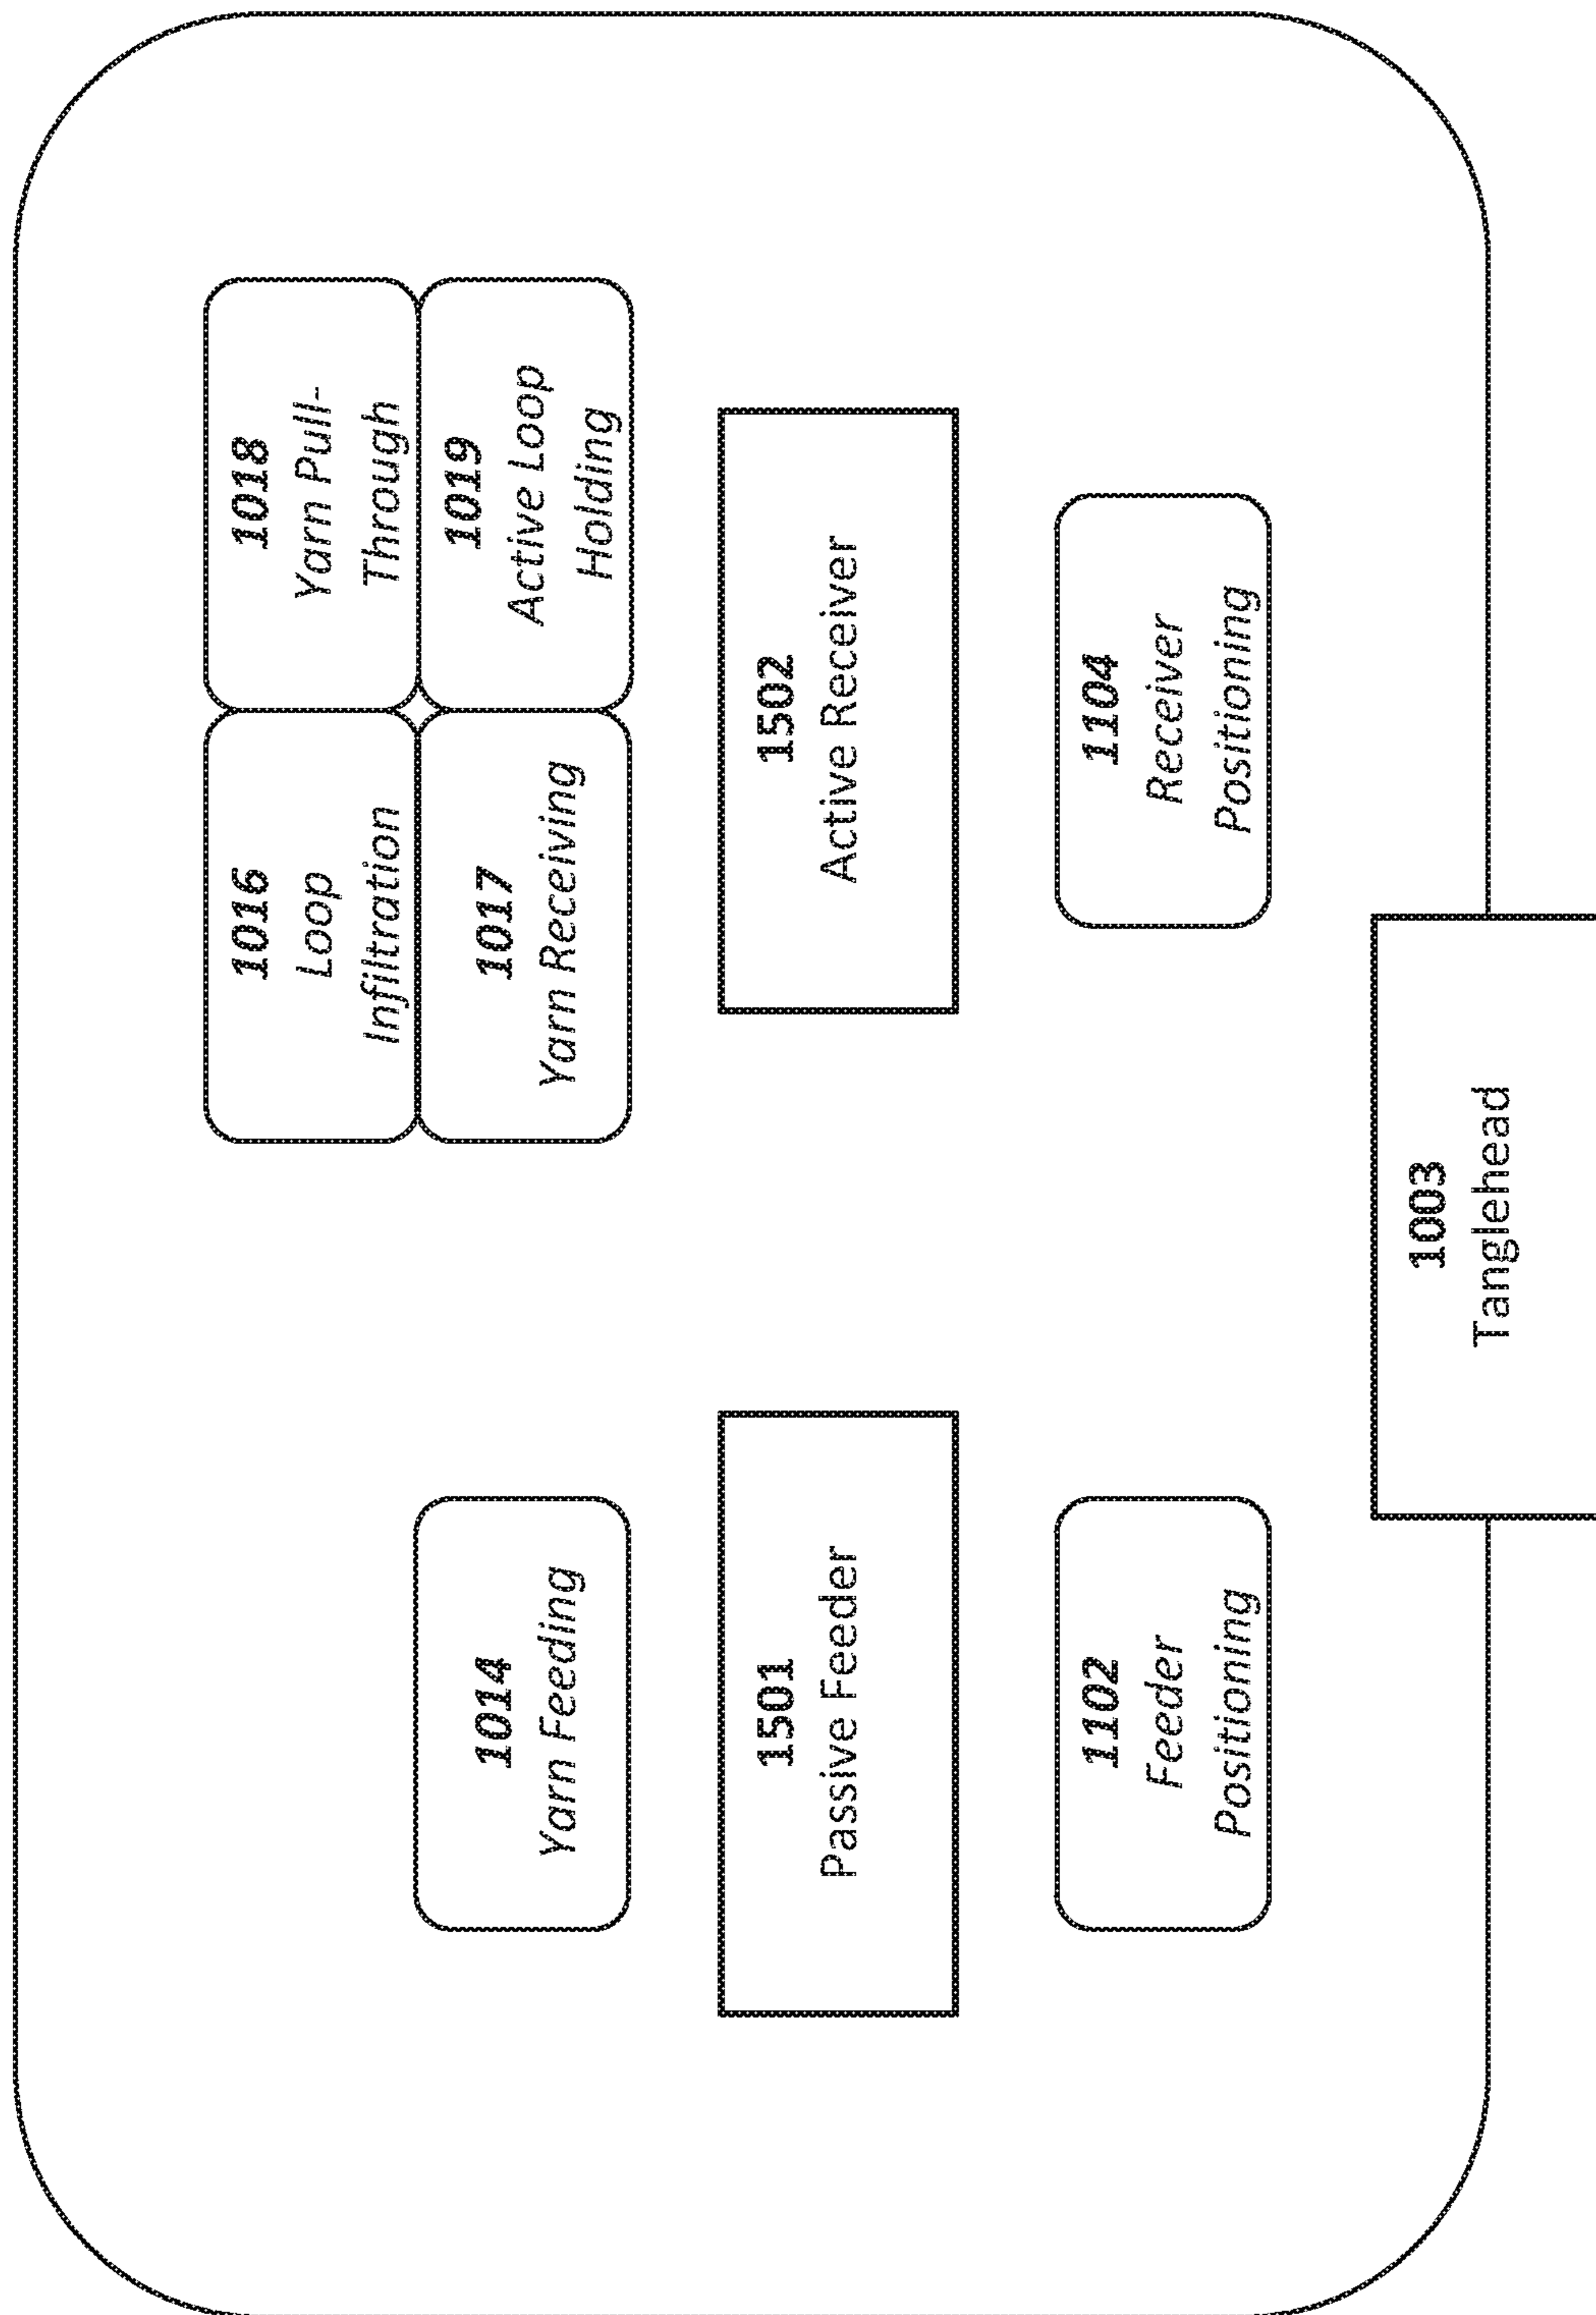 1016
Loop
Infiltration
1018
Yarn Pull-
Through
1014
Yarn Feeding
1017
Yarn Receiving
1019
Active Loop
Holding
1501
Passive Feeder
1502
Active Receiver
1102
Feeder
Positioning
1104
Receiver
Positioning
1003
Tanglehead